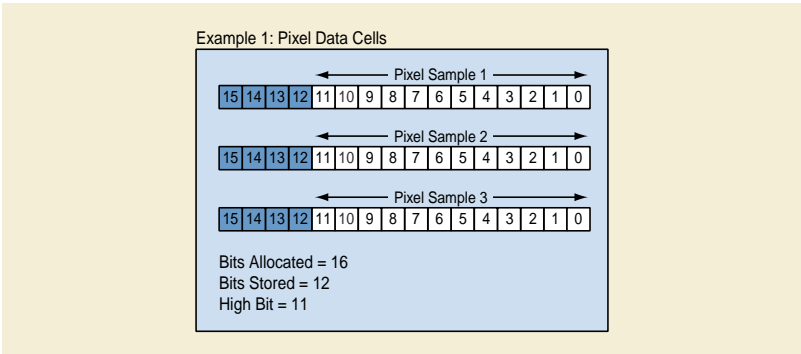 Example 1: Pixel Data Cells
Pixel Sample 1
15 14 13 12 11 10 9 8 7 6 5 4 3 2 1 0
Pixel Sample 2
15 14 13 12 11 10 9 8 7 6 5 4 3 2 1 0
Pixel Sample 3
15 14 13 12 11 10 9 8 7 6 5 4 3 2 1 0
Bits Allocated = 16
Bits Stored = 12
High Bit = 11